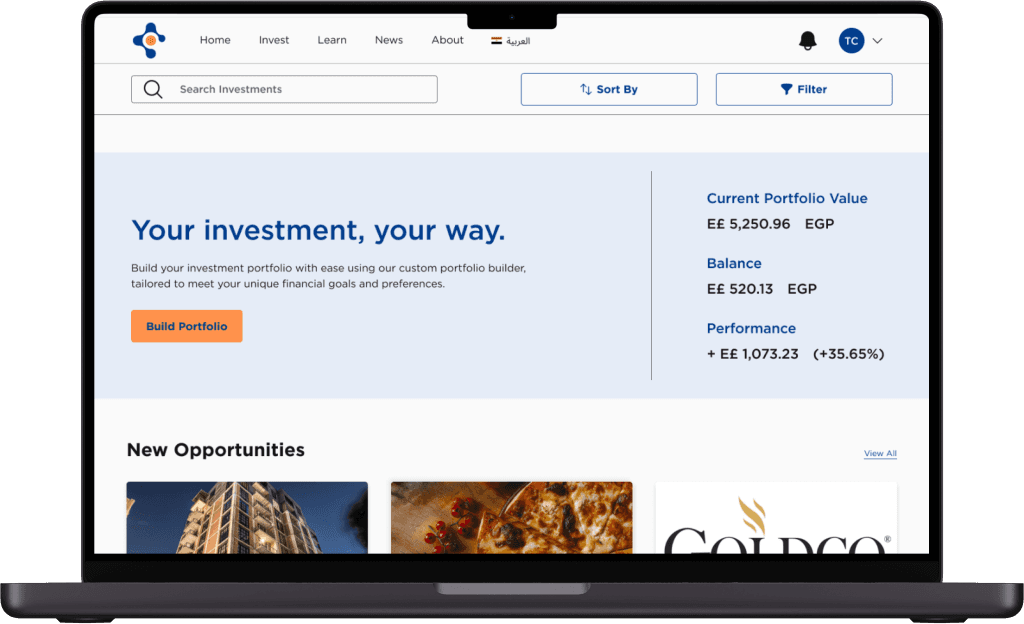 Home Invest Learn News About العربية
TC
Search Investments
Sort By
Filter
Your investment, your way.
Build your investment portfolio with ease using our custom portfolio builder,
tailored to meet your unique financial goals and preferences.
Build Portfolio
Current Portfolio Value
E£ 5,250.96 EGP
Balance
E£ 520.13 EGP
Performance
+ E£ 1,073.23 (+35.65%)
New Opportunities
View All
GOLDCO®